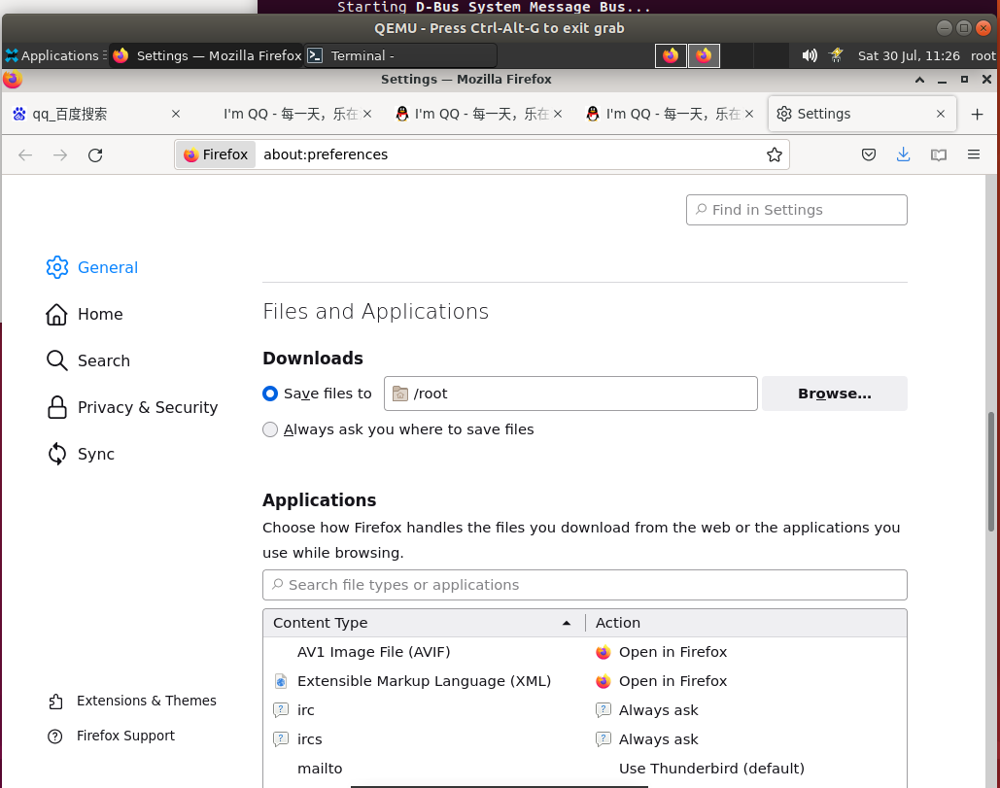 Starting D-Bus System Message Bus...
QEMU - Press Ctrl-Alt-G to exit grab
Applications Settings — Mozilla Firefox Terminal - Sat 30 Jul, 11:26 root
Settings — Mozilla Firefox
qq_百度搜索 I'm QQ - 每一天，乐在 I'm QQ - 每一天，乐在 I'm QQ - 每一天，乐在 Settings
Firefox about:preferences
Find in Settings
General
Home
Search
Privacy & Security
Sync
Extensions & Themes
Firefox Support
Files and Applications
Downloads
Save files to /root Browse...
Always ask you where to save files
Applications
Choose how Firefox handles the files you download from the web or the applications you
use while browsing.
Search file types or applications
Content Type Action
AV1 Image File (AVIF) Open in Firefox
Extensible Markup Language (XML) Open in Firefox
irc Always ask
ircs Always ask
mailto Use Thunderbird (default)